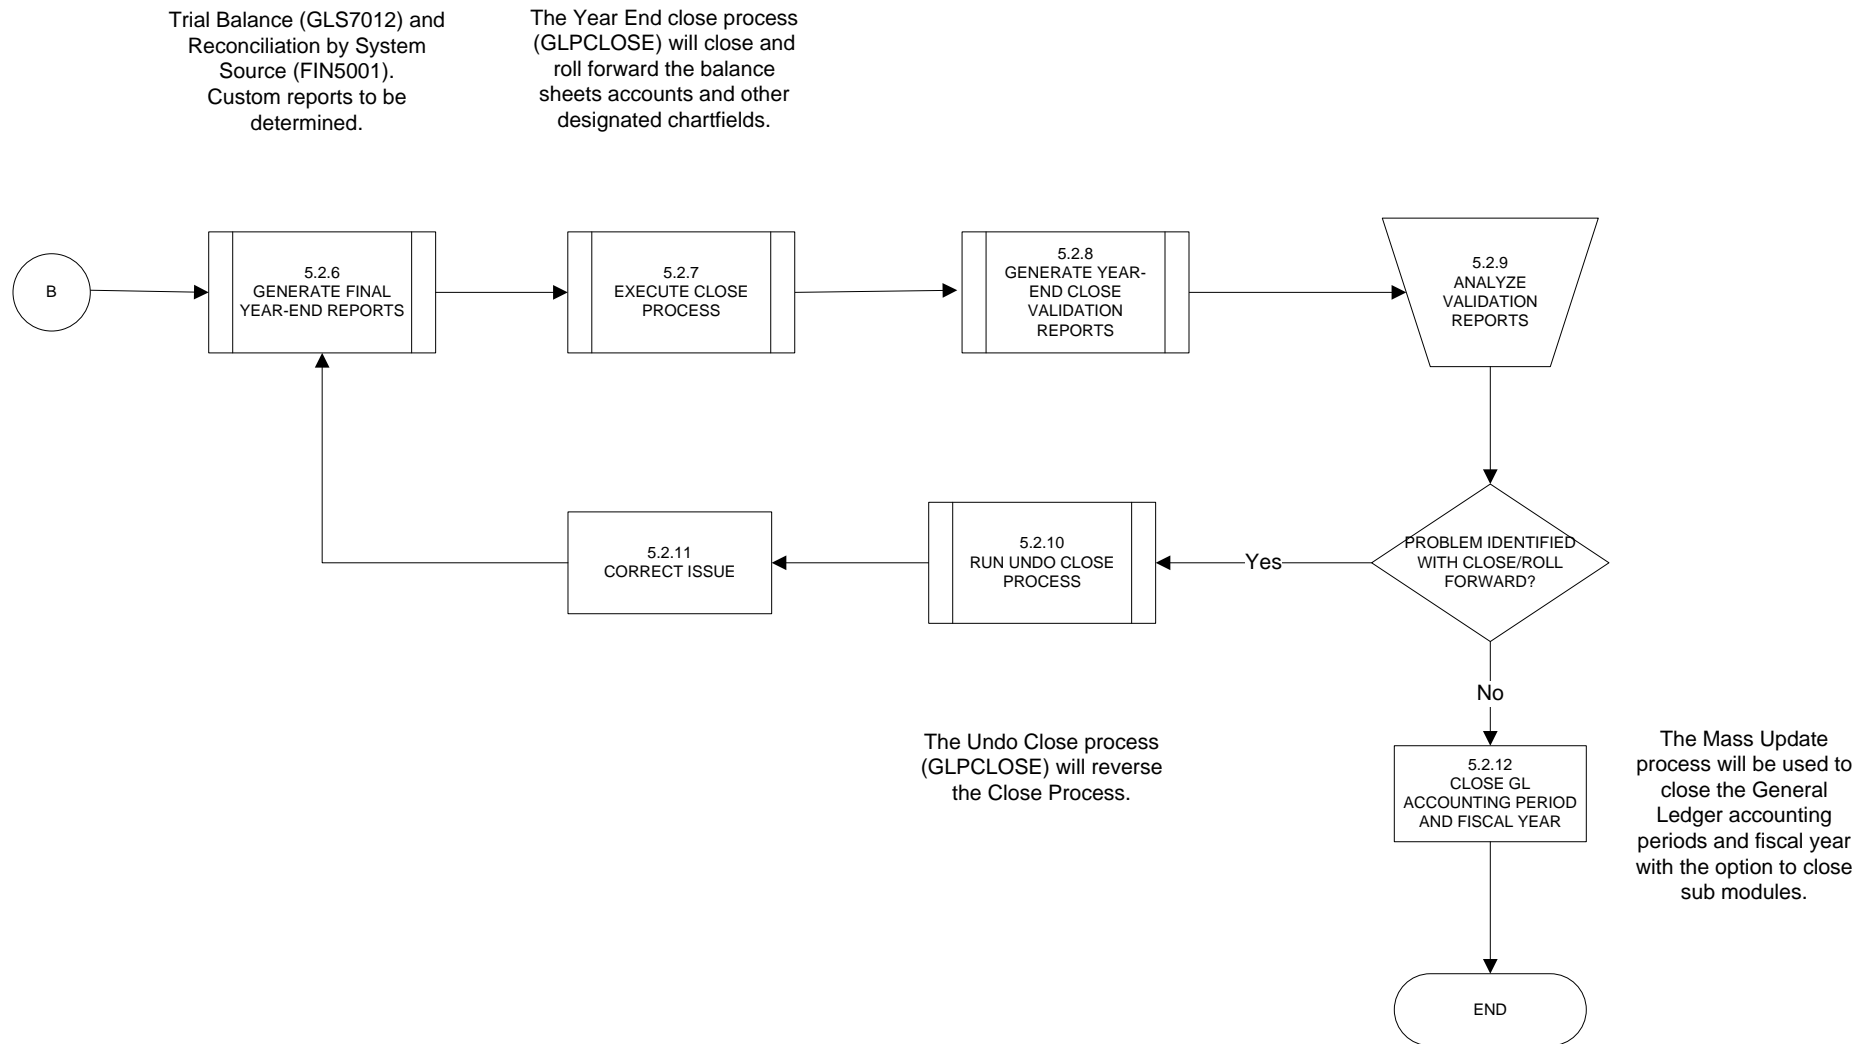 Trial Balance (GLS7012) and
Reconciliation by System
Source (FIN5001).
Custom reports to be
determined.
The Year End close process
(GLPCLOSE) will close and
roll forward the balance
sheets accounts and other
designated chartfields.
B
5.2.6
GENERATE FINAL
YEAR-END REPORTS
5.2.7
EXECUTE CLOSE
PROCESS
5.2.8
GENERATE YEAR-
END CLOSE
VALIDATION
REPORTS
5.2.9
ANALYZE
VALIDATION
REPORTS
PROBLEM IDENTIFIED
WITH CLOSE/ROLL
FORWARD?
Yes
5.2.10
RUN UNDO CLOSE
PROCESS
5.2.11
CORRECT ISSUE
No
The Undo Close process
(GLPCLOSE) will reverse
the Close Process.
5.2.12
CLOSE GL
ACCOUNTING PERIOD
AND FISCAL YEAR
The Mass Update
process will be used to
close the General
Ledger accounting
periods and fiscal year
with the option to close
sub modules.
END